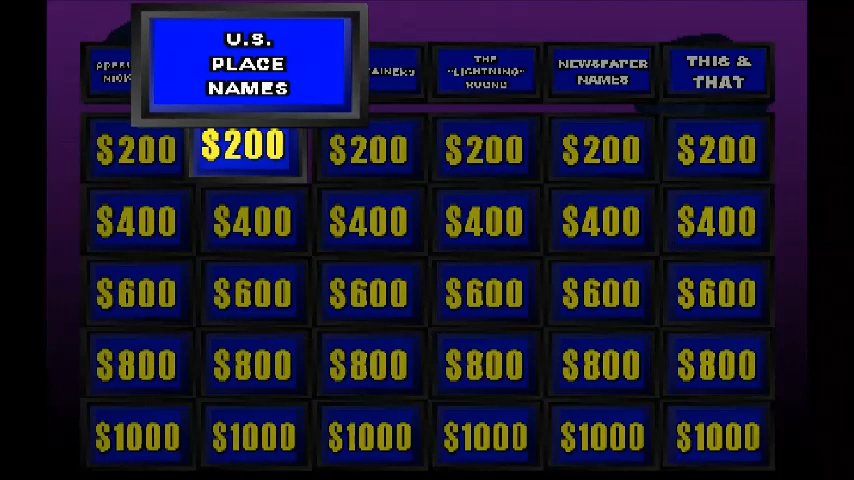 U.S.
PLACE
NAMES
THE
"LIGHTNING"
ROUND
NEWSPAPER
NAMES
THIS &
THAT
$200 $200 $200 $200 $200 $200
$400 $400 $400 $400 $400 $400
$600 $600 $600 $600 $600 $600
$800 $800 $800 $800 $800 $800
$1000 $1000 $1000 $1000 $1000 $1000